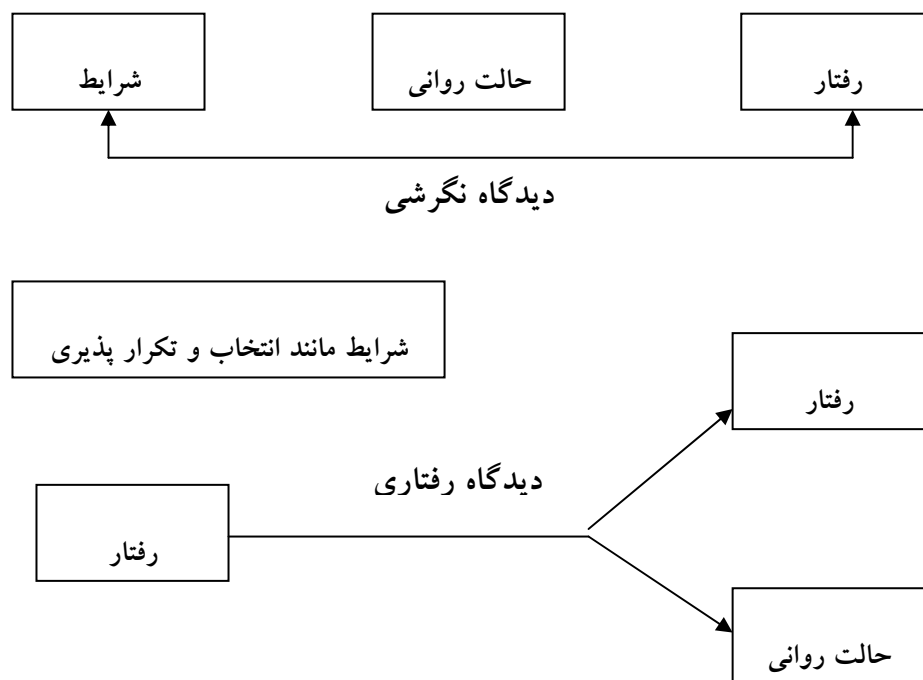 رفتار
حالت روانی
شرایط
دیدگاه نگرشی
شرایط مانند انتخاب و تکرار پذیری
رفتار
دیدگاه رفتاری
رفتار
حالت روانی